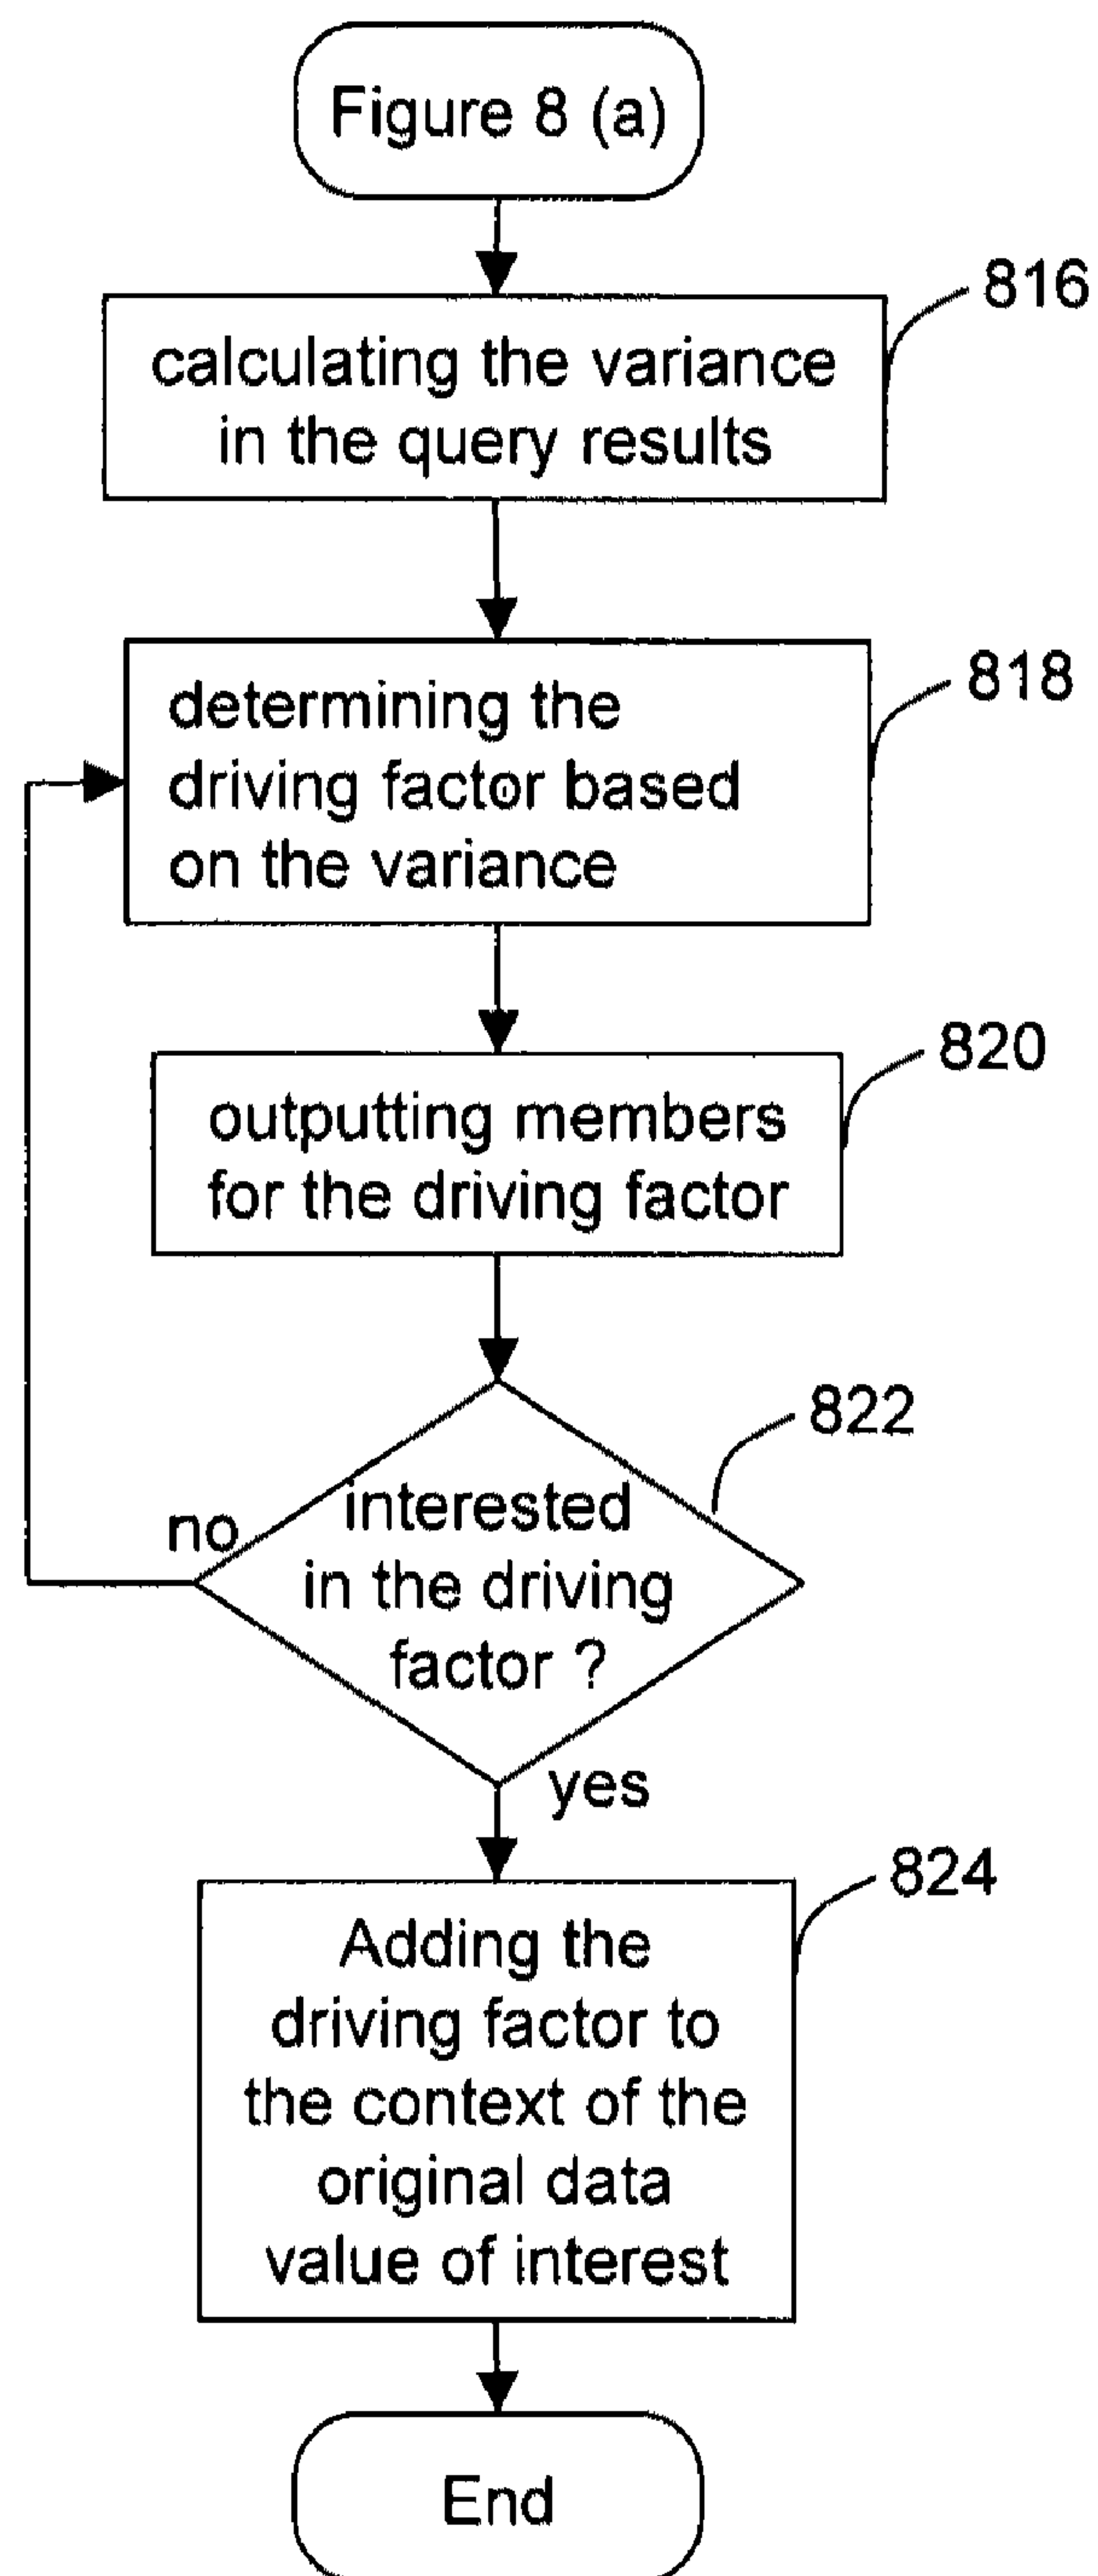 Figure 8 (a)
816
calculating the variance
in the query results
818
determining the
driving factor based
on the variance
820
outputting members
for the driving factor
822
interested
in the driving
factor ?
no
yes
824
Adding the
driving factor to
the context of the
original data
value of interest
End